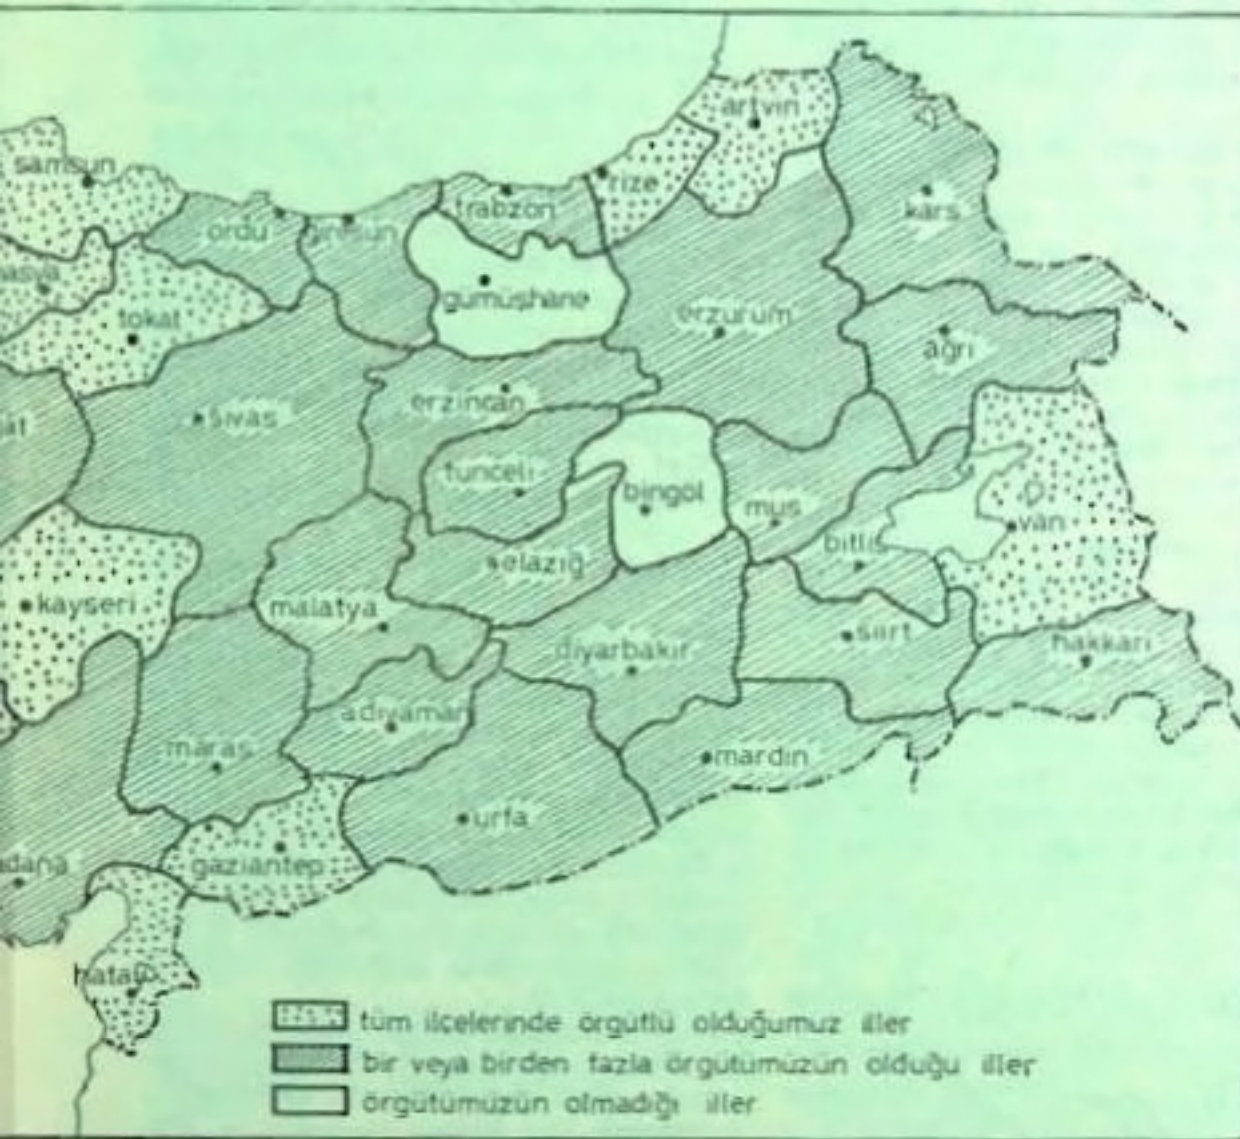 artvin
samsun
rize
trabzon
kars
ordu
giresun
gümüşhane
tokat
erzurum
ağrı
erzincan
sivas
tunceli
bingöl
muş
van
bitlis
elazığ
kayseri
malatya
siirt
hakkari
diyarbakır
adıyaman
maraş
mardin
urfa
gaziantep
adana
hatay
tüm ilçelerinde örgütlü olduğumuz iller
bir veya birden fazla örgütümüzün olduğu iller
örgütümüzün olmadığı iller